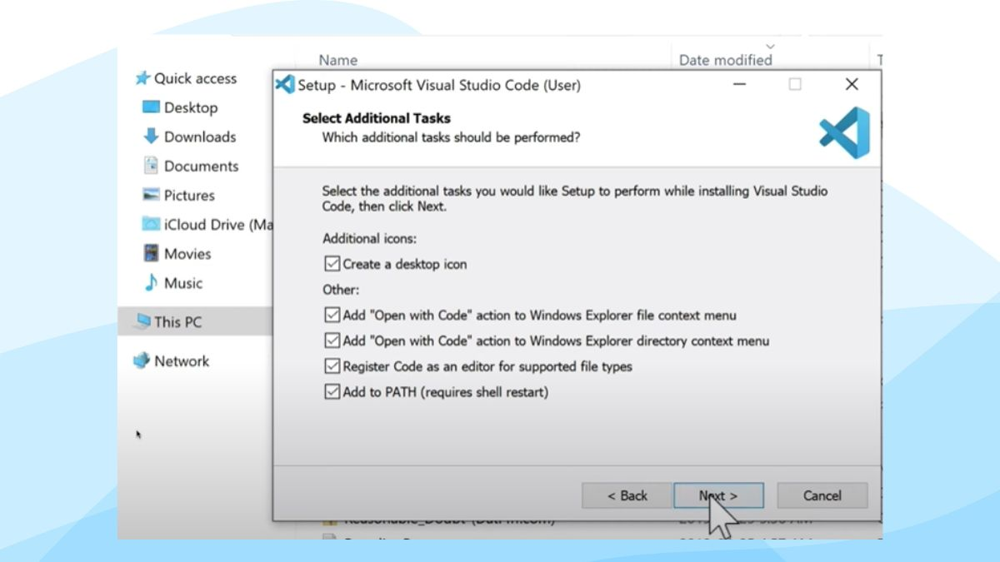 Name
Date modified
Quick access
Desktop
Downloads
Documents
Pictures
iCloud Drive (Ma
Movies
Music
This PC
Network
Setup - Microsoft Visual Studio Code (User)
Select Additional Tasks
Which additional tasks should be performed?
Select the additional tasks you would like Setup to perform while installing Visual Studio
Code, then click Next.
Additional icons:
Create a desktop icon
Other:
Add "Open with Code" action to Windows Explorer file context menu
Add "Open with Code" action to Windows Explorer directory context menu
Register Code as an editor for supported file types
Add to PATH (requires shell restart)
< Back
Next >
Cancel